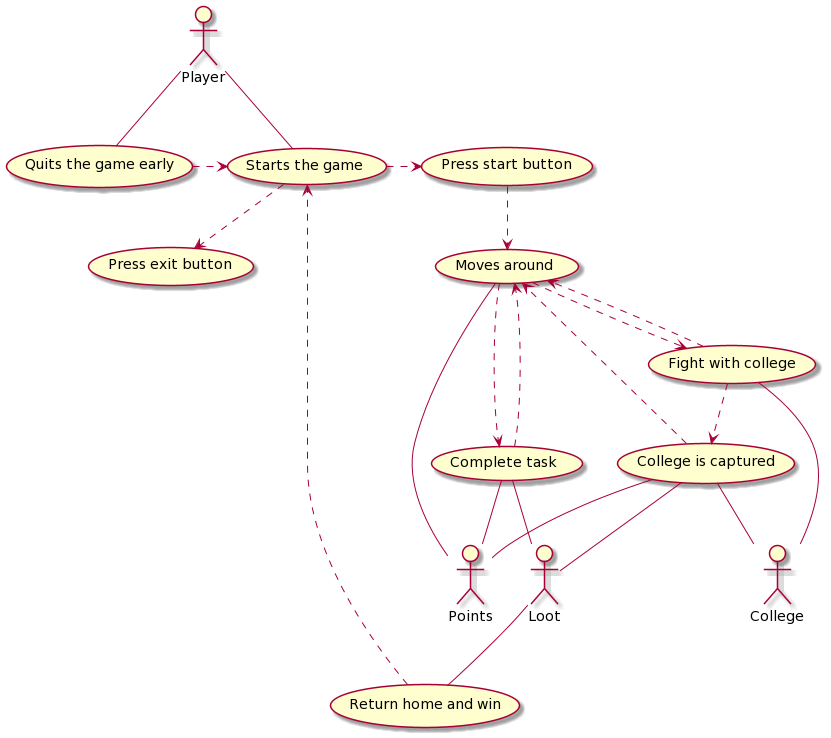 Player
Quits the game early
Starts the game
Press start button
Press exit button
Moves around
Fight with college
Complete task
College is captured
Points
Loot
College
Return home and win